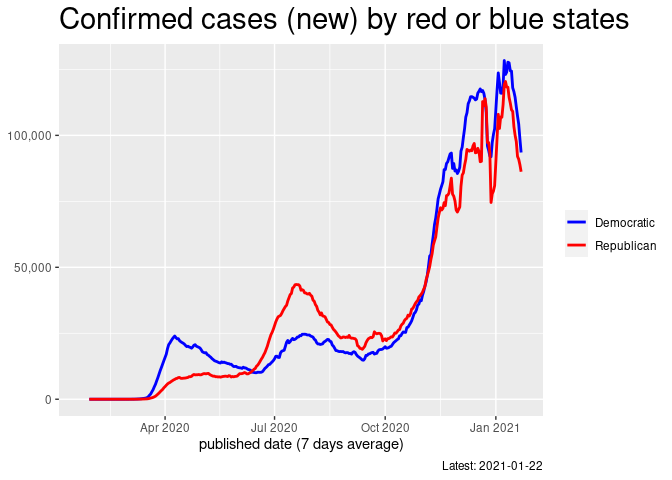 Confirmed cases (new) by red or blue states
100,000
50,000
0
Apr 2020
Jul 2020
Oct 2020
Jan 2021
published date (7 days average)
Democratic
Republican
Latest: 2021-01-22